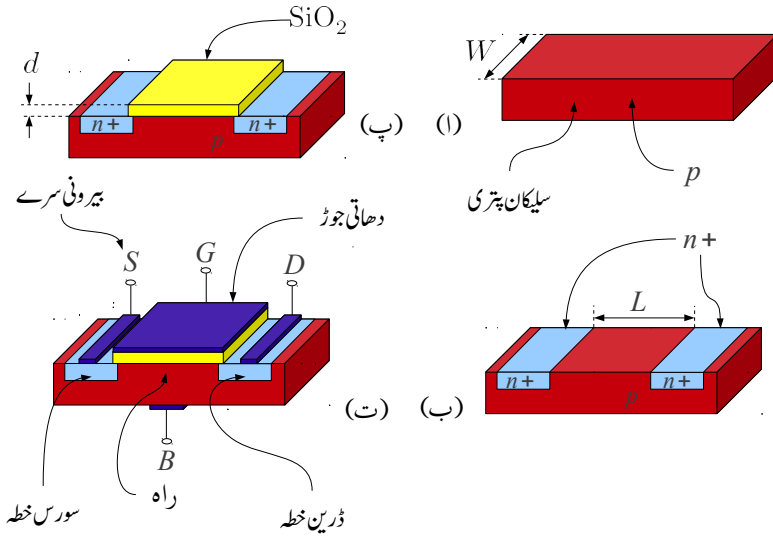 W
سلیکان پتری
p
(ا)
SiO₂
d
n+
n+
p
(پ)
n+
L
n+
n+
p
(ب)
بیرونی سرے
دھاتی جوڑ
S
G
D
B
سورس خطہ
راہ
ڈرین خطہ
(ت)